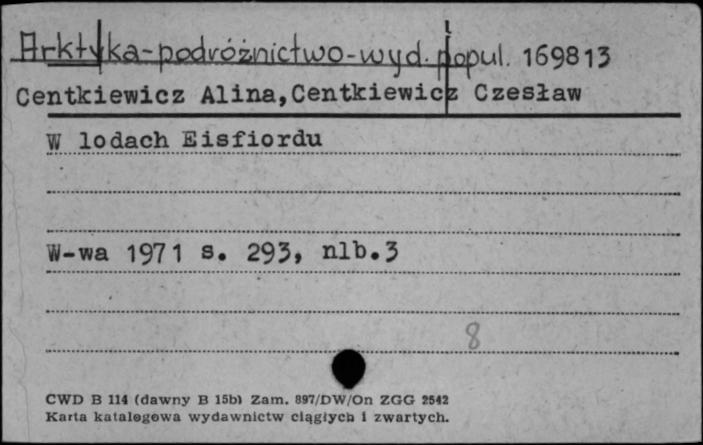 Arktyka-podróżnictwo-wyd. popul. 169813
Centkiewicz Alina,Centkiewicz Czesław
W lodach Eisfiordu
W-wa 1971 s. 293, nlb.3
8
CWD B 114 (dawny B 15b) Zam. 897/DW/On ZGG 2542
Karta katalogowa wydawnictw ciągłych i zwartych.